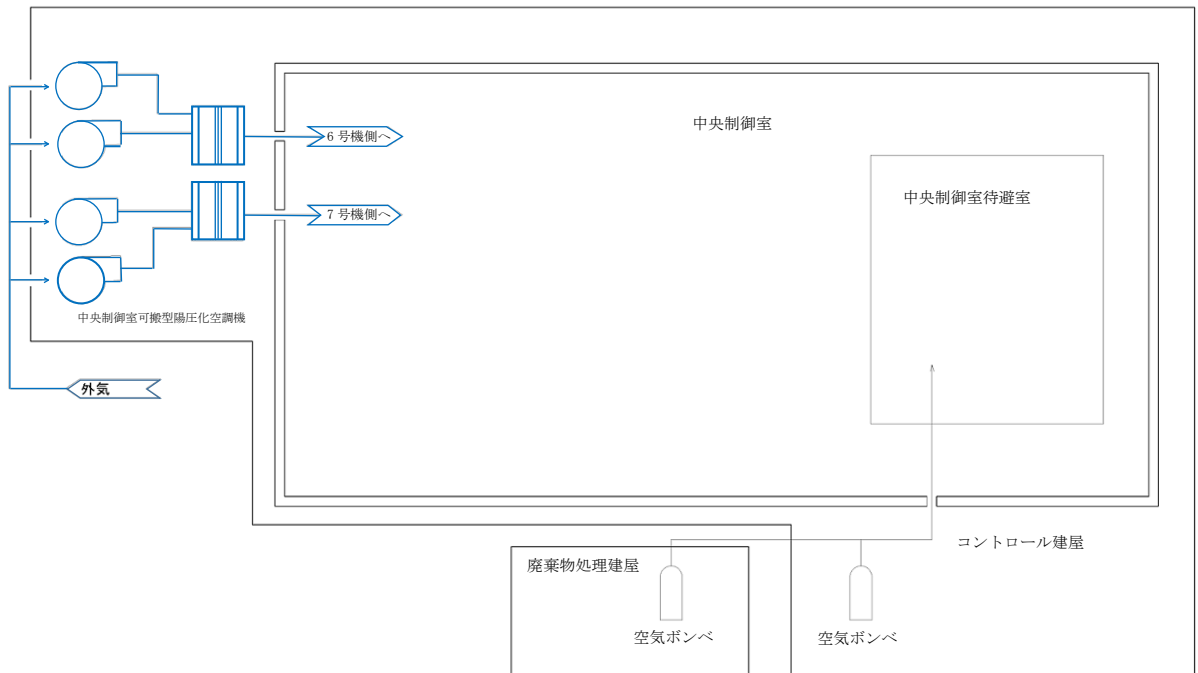 中央制御室
6 号機側へ
中央制御室待避室
7 号機側へ
中央制御室可搬型陽圧化空調機
外気
コントロール建屋
廃棄物処理建屋
空気ボンベ
空気ボンベ